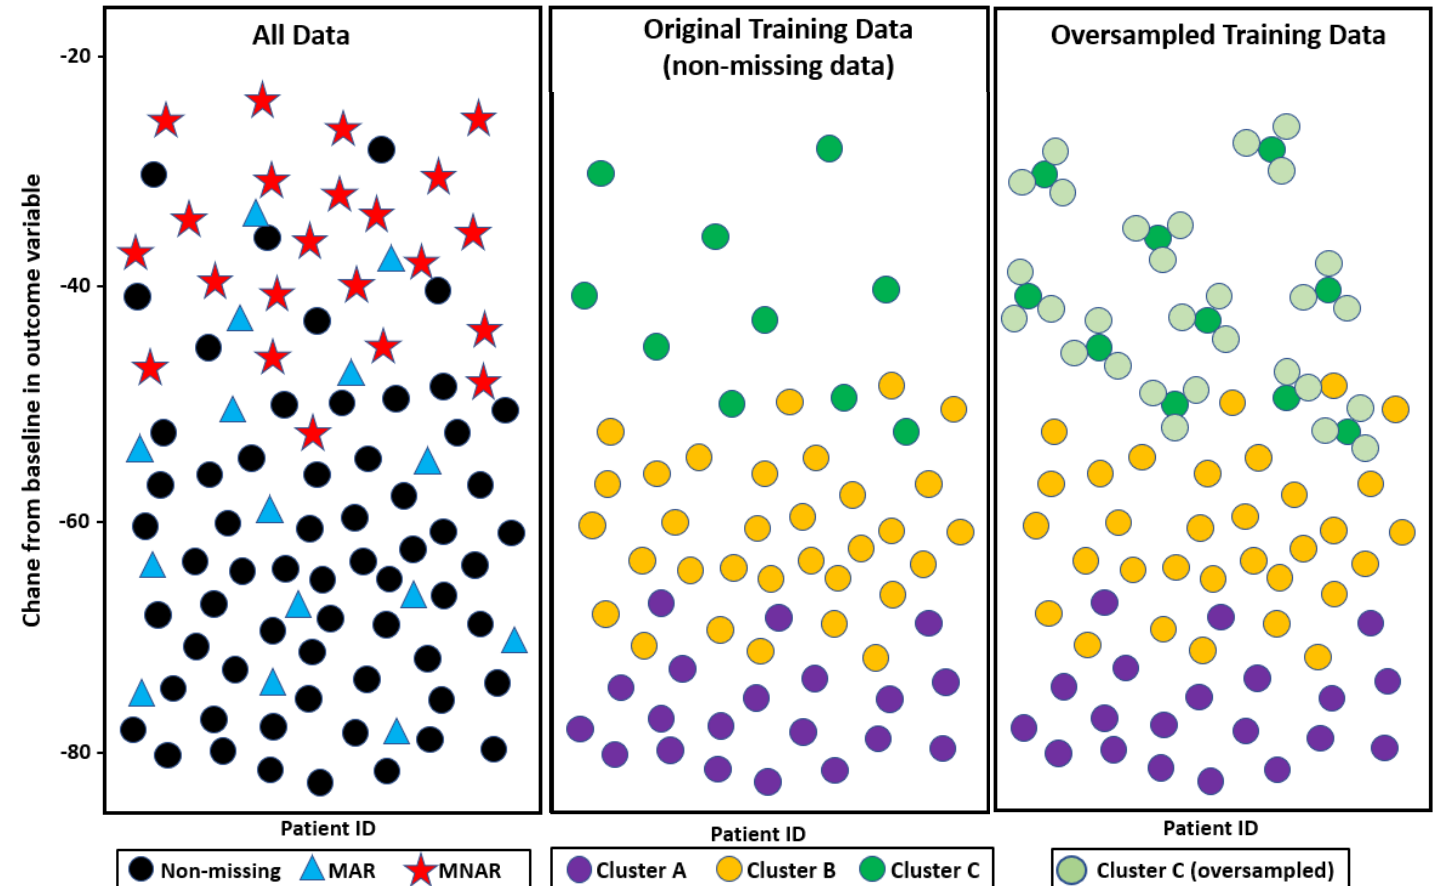 All Data
Original Training Data
(non-missing data)
Oversampled Training Data
Chane from baseline in outcome variable
-20
-40
-60
-80
Patient ID
Patient ID
Patient ID
Non-missing MAR MNAR
Cluster A Cluster B Cluster C
Cluster C (oversampled)